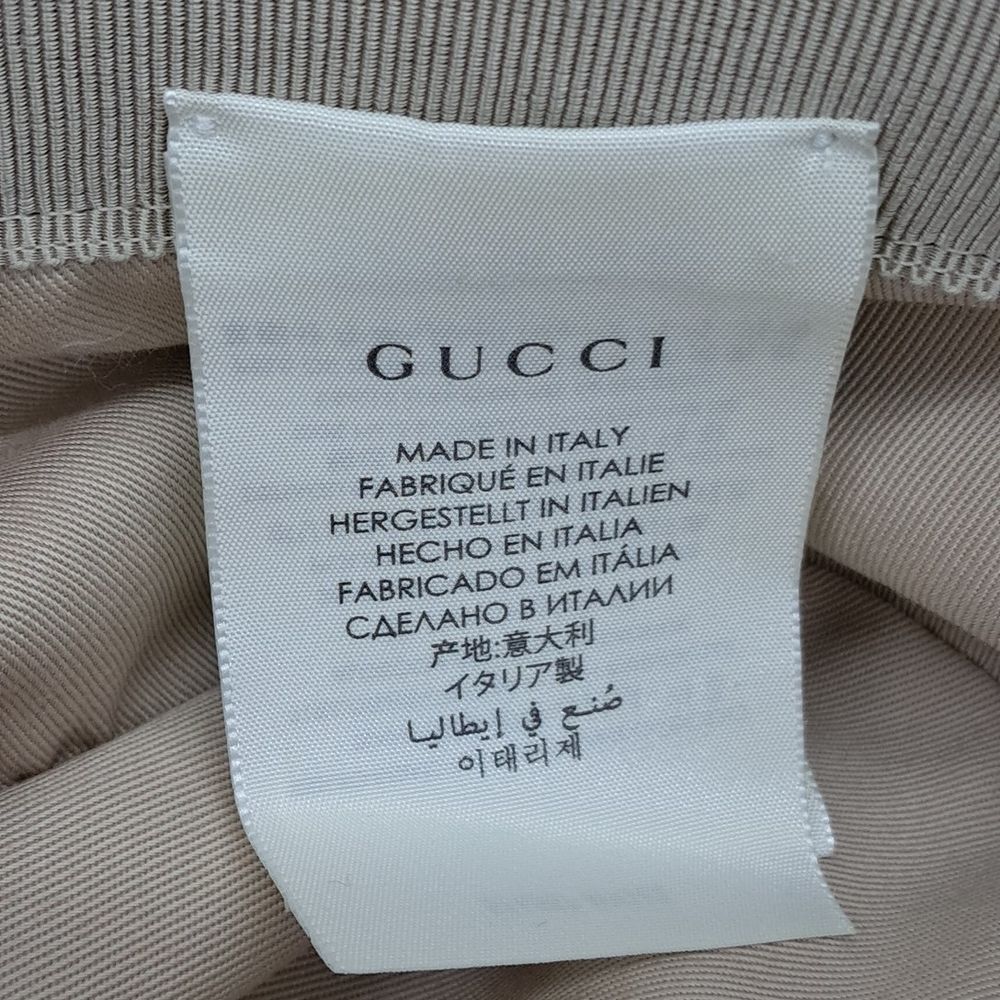 GUCCI
MADE IN ITALY
FABRIQUÉ EN ITALIE
HERGESTELLT IN ITALIEN
HECHO EN ITALIA
FABRICADO EM ITÁLIA
СДЕЛАНО В ИТАЛИИ
产地:意大利
イタリア製
صُنع في إيطاليا
이태리제